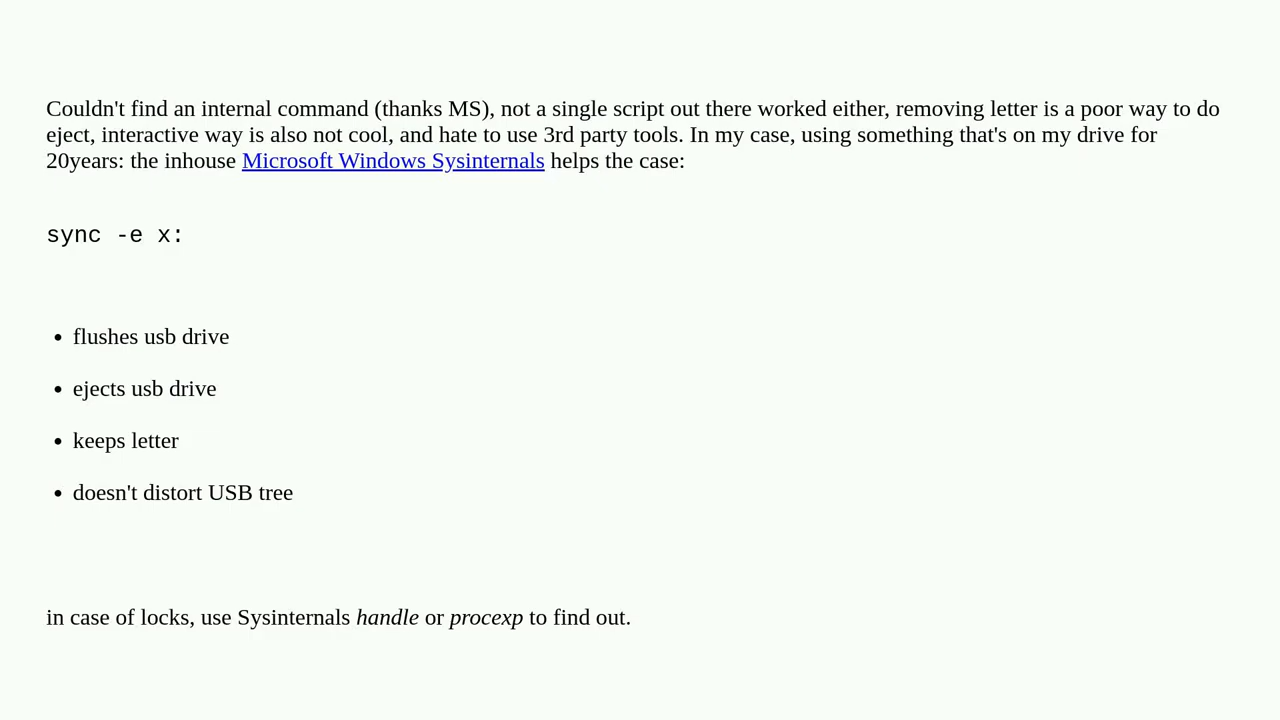 Couldn't find an internal command (thanks MS), not a single script out there worked either, removing letter is a poor way to do
eject, interactive way is also not cool, and hate to use 3rd party tools. In my case, using something that's on my drive for
20years: the inhouse Microsoft Windows Sysinternals helps the case:
sync -e x:
• flushes usb drive
• ejects usb drive
• keeps letter
• doesn't distort USB tree
in case of locks, use Sysinternals handle or procexp to find out.